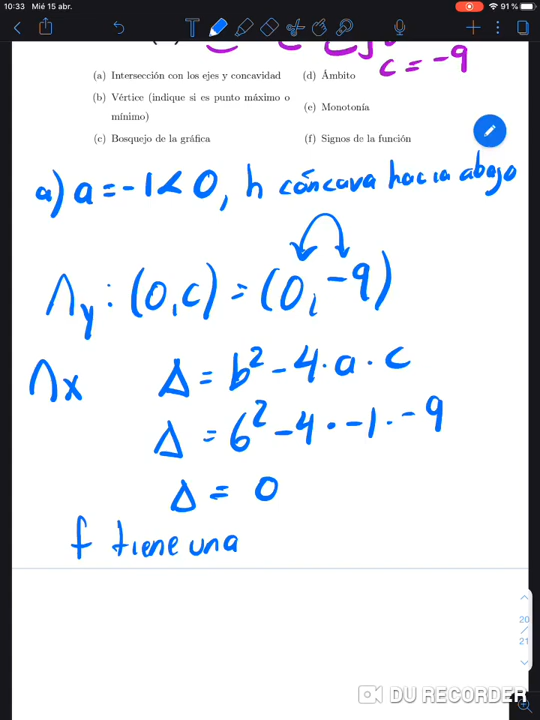 10:33 Mié 15 abr. 91 %
c = -9
(a) Intersección con los ejes y concavidad
(d) Ámbito
(b) Vértice (indique si es punto máximo o
mínimo)
(e) Monotonía
(c) Bosquejo de la gráfica
(f) Signos de la función
a) a = -1 < 0, h cóncava hacia abajo
∩y : (0, c) = (0, -9)
∩x Δ = b² - 4 · a · c
Δ = 6² - 4 · -1 · -9
Δ = 0
f tiene una
20
/
21
DU RECORDER